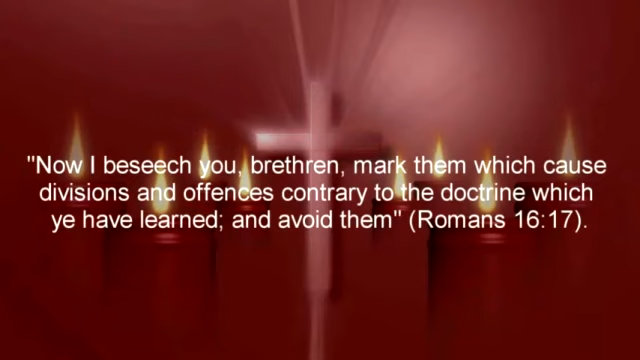 "Now I beseech you, brethren, mark them which cause
divisions and offences contrary to the doctrine which
ye have learned; and avoid them" (Romans 16:17).